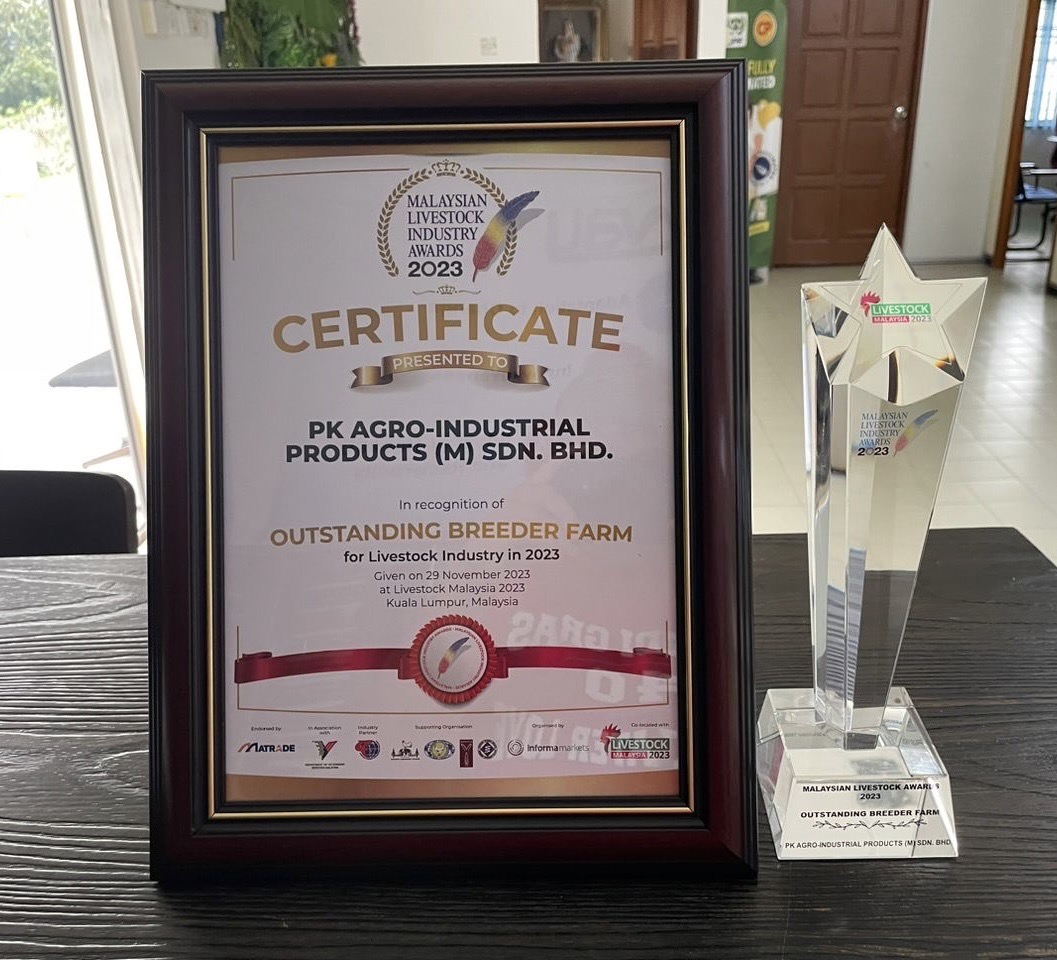 MALAYSIAN
LIVESTOCK
INDUSTRY
AWARDS
2023
CERTIFICATE
PRESENTED TO
PK AGRO-INDUSTRIAL
PRODUCTS (M) SDN. BHD.
In recognition of
OUTSTANDING BREEDER FARM
for Livestock Industry in 2023
Given on 29 November 2023
at Livestock Malaysia 2023
Kuala Lumpur, Malaysia
Endorsed by
MATRADE
In Association
with
Industry
Partner
Supporting Organisation
Organised by
informamarkets
Co-located with
LIVESTOCK
MALAYSIA 2023
LIVESTOCK
MALAYSIA 2023
MALAYSIAN
LIVESTOCK
INDUSTRY
AWARDS
2023
MALAYSIAN LIVESTOCK AWARDS
2023
OUTSTANDING BREEDER FARM
PK AGRO-INDUSTRIAL PRODUCTS (M) SDN. BHD